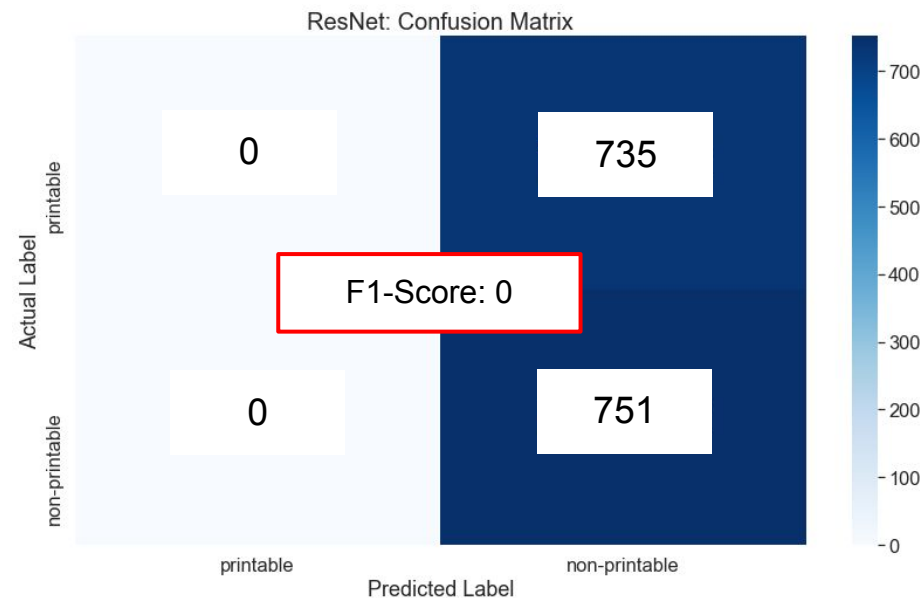 ResNet: Confusion Matrix
Actual Label
printable
non-printable
0
735
F1-Score: 0
0
751
printable
non-printable
Predicted Label
700
600
500
400
300
200
100
0